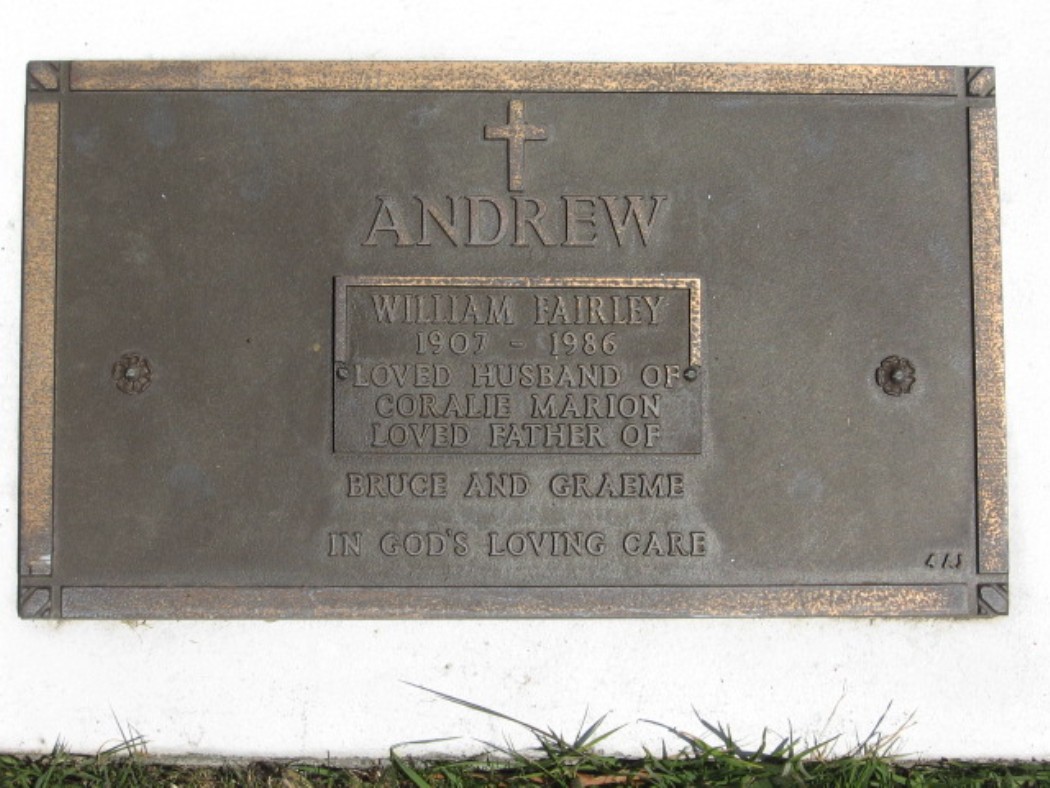 ANDREW
WILLIAM FAIRLEY
1907 - 1986
LOVED HUSBAND OF
CORALIE MARION
LOVED FATHER OF
BRUCE AND GRAEME
IN GOD'S LOVING CARE